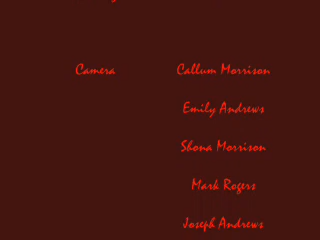 Camera Callum Morrison
Emily Andrews
Shona Morrison
Mark Rogers
Joseph Andrews